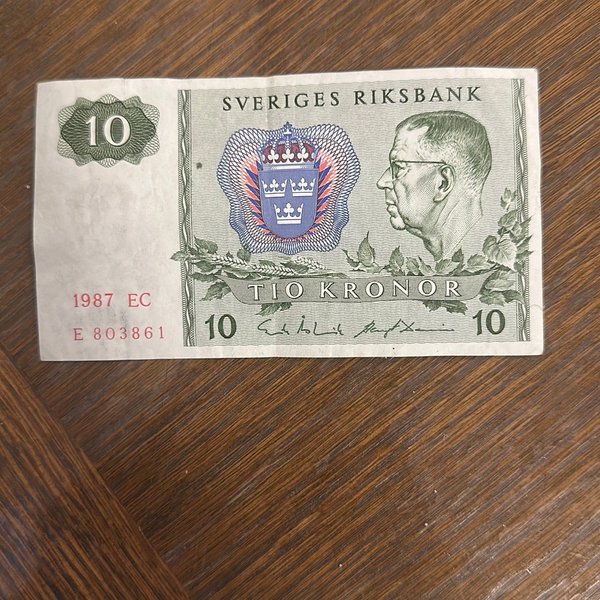 SVERIGES RIKSBANK
10
TIO KRONOR
1987 EC
E 803861
10
10